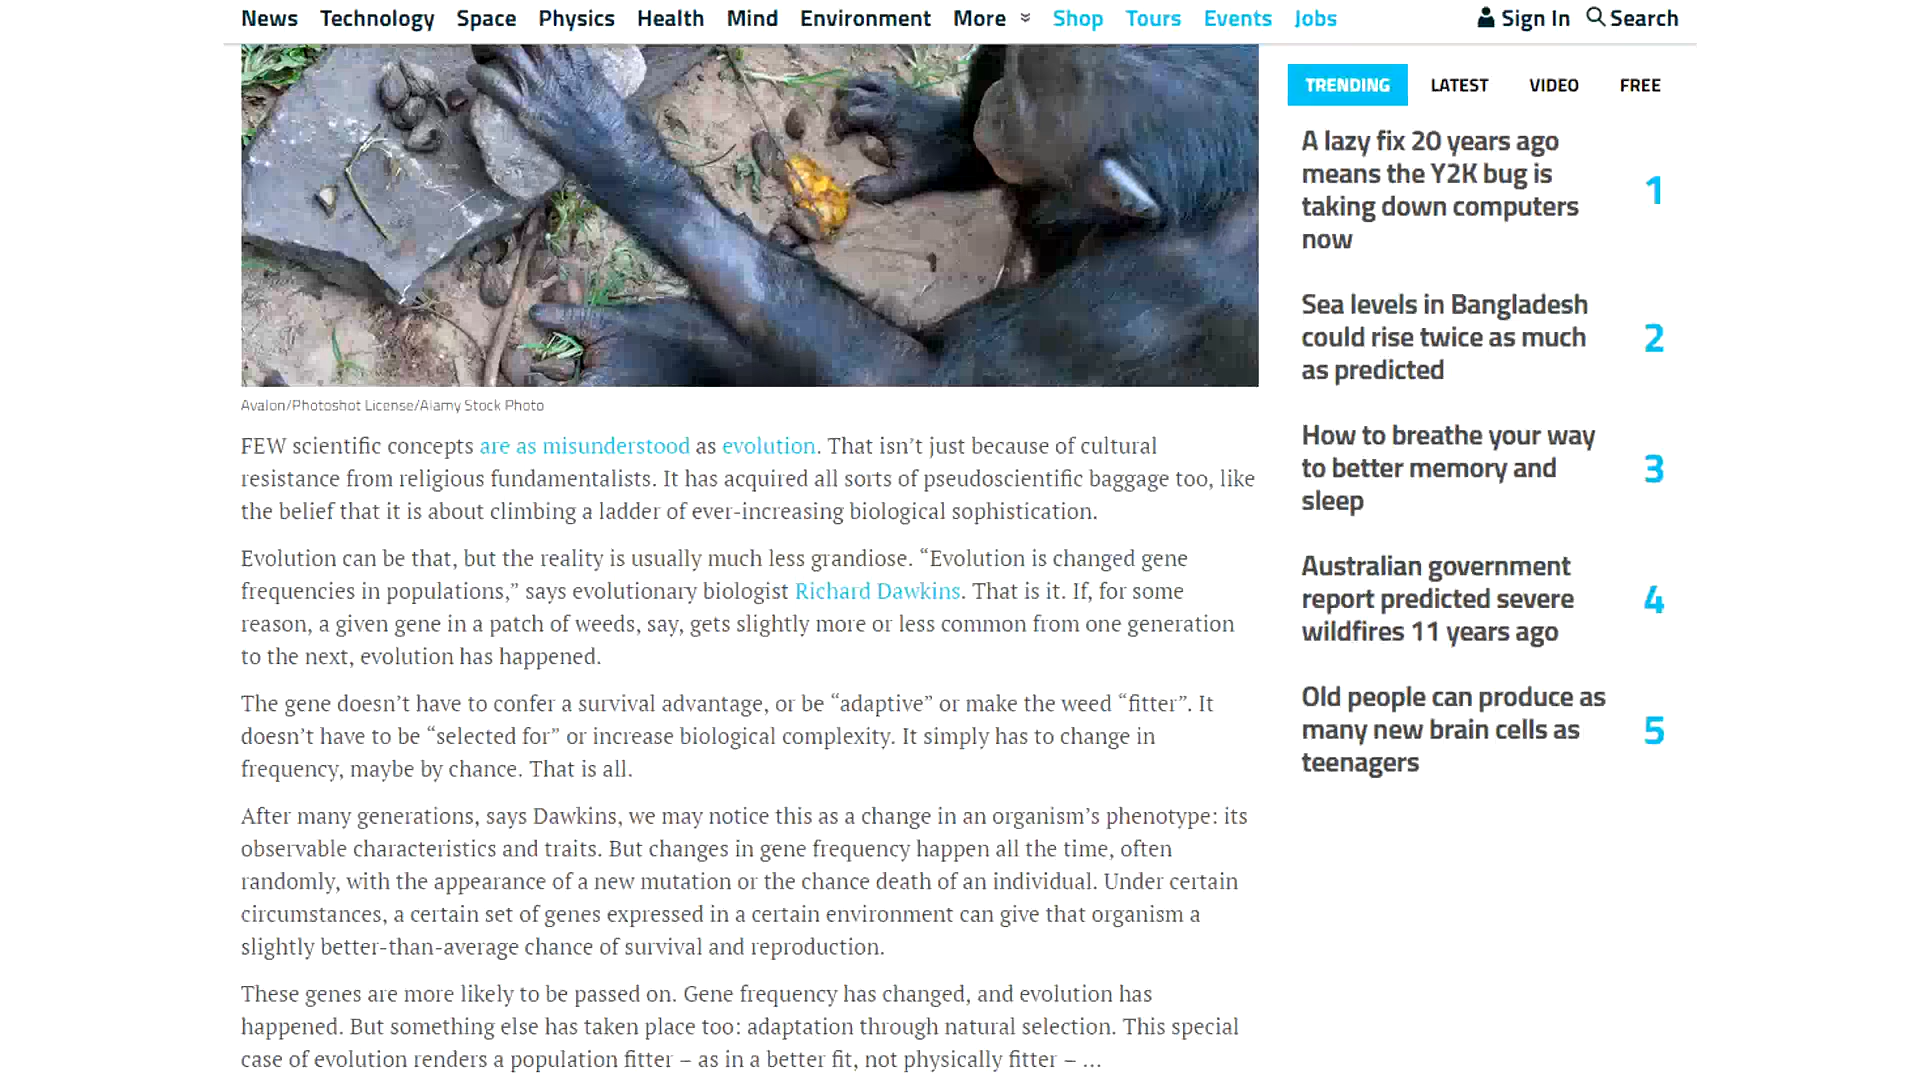 News Technology Space Physics Health Mind Environment More Shop Tours Events Jobs Sign In Search
Avalon/Photoshot License/Alamy Stock Photo
FEW scientific concepts are as misunderstood as evolution. That isn’t just because of cultural
resistance from religious fundamentalists. It has acquired all sorts of pseudoscientific baggage too, like
the belief that it is about climbing a ladder of ever-increasing biological sophistication.
Evolution can be that, but the reality is usually much less grandiose. “Evolution is changed gene
frequencies in populations,” says evolutionary biologist Richard Dawkins. That is it. If, for some
reason, a given gene in a patch of weeds, say, gets slightly more or less common from one generation
to the next, evolution has happened.
The gene doesn’t have to confer a survival advantage, or be “adaptive” or make the weed “fitter”. It
doesn’t have to be “selected for” or increase biological complexity. It simply has to change in
frequency, maybe by chance. That is all.
After many generations, says Dawkins, we may notice this as a change in an organism’s phenotype: its
observable characteristics and traits. But changes in gene frequency happen all the time, often
randomly, with the appearance of a new mutation or the chance death of an individual. Under certain
circumstances, a certain set of genes expressed in a certain environment can give that organism a
slightly better-than-average chance of survival and reproduction.
These genes are more likely to be passed on. Gene frequency has changed, and evolution has
happened. But something else has taken place too: adaptation through natural selection. This special
case of evolution renders a population fitter – as in a better fit, not physically fitter – …
TRENDING LATEST VIDEO FREE
A lazy fix 20 years ago
means the Y2K bug is
taking down computers
now
1
Sea levels in Bangladesh
could rise twice as much
as predicted
2
How to breathe your way
to better memory and
sleep
3
Australian government
report predicted severe
wildfires 11 years ago
4
Old people can produce as
many new brain cells as
teenagers
5